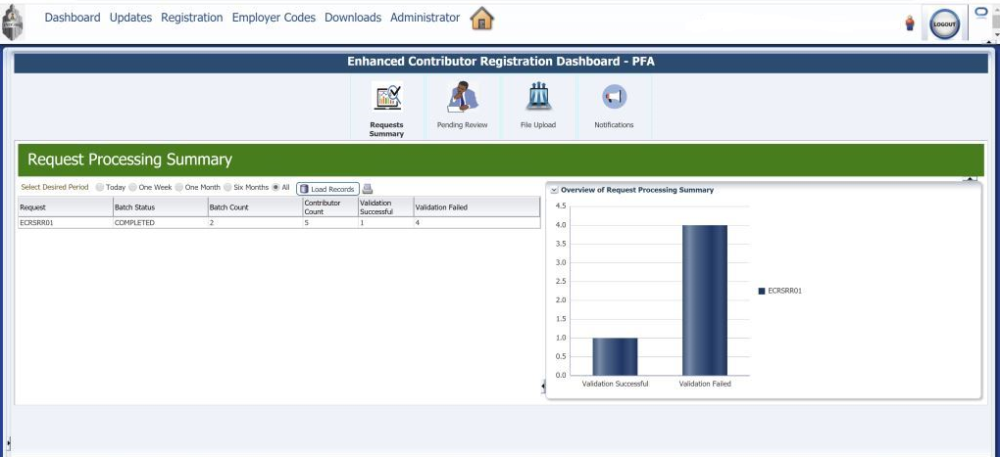 Dashboard Updates Registration Employer Codes Downloads Administrator
LOGOUT
Enhanced Contributor Registration Dashboard - PFA
Requests Summary
Pending Review
File Upload
Notifications
Request Processing Summary
Select Desired Period Today One Week One Month Six Months All Load Records
Request Batch Status Batch Count Contributor Count Validation Successful Validation Failed
ECRSRR01 COMPLETED 2 5 1 4
Overview of Request Processing Summary
4.5
4.0
3.5
3.0
2.5
2.0
1.5
1.0
0.5
0.0
Validation Successful Validation Failed
ECRSRR01